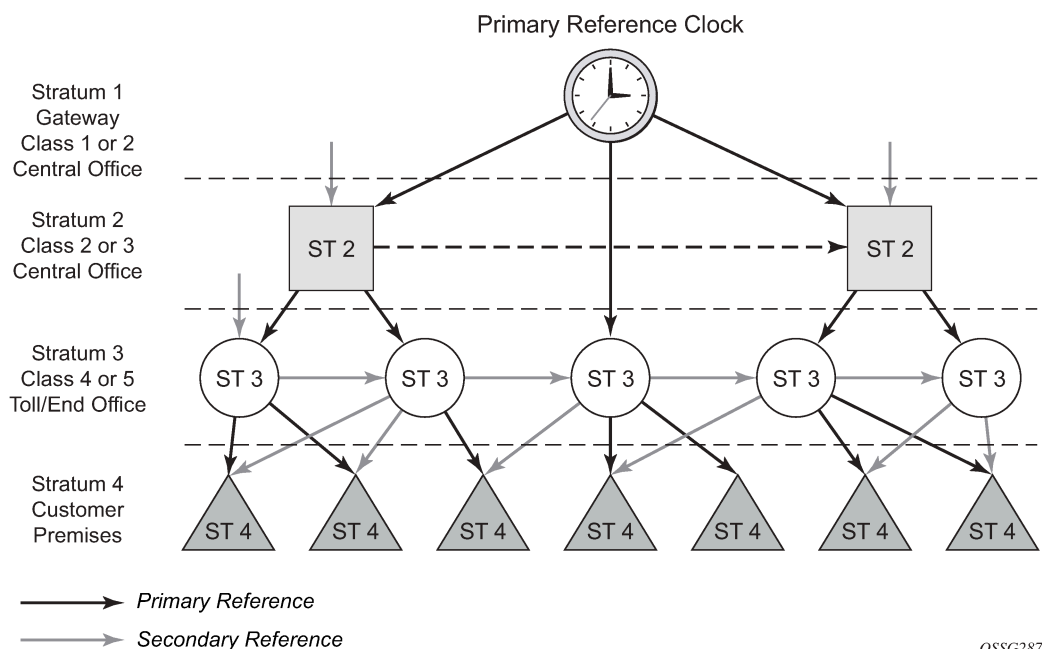 Primary Reference Clock
Stratum 1
Gateway
Class 1 or 2
Central Office
Stratum 2
Class 2 or 3
Central Office
ST 2
ST 2
Stratum 3
Class 4 or 5
Toll/End Office
ST 3
ST 3
ST 3
ST 3
ST 3
Stratum 4
Customer
Premises
ST 4
ST 4
ST 4
ST 4
ST 4
ST 4
ST 4
Primary Reference
Secondary Reference
OSSG287